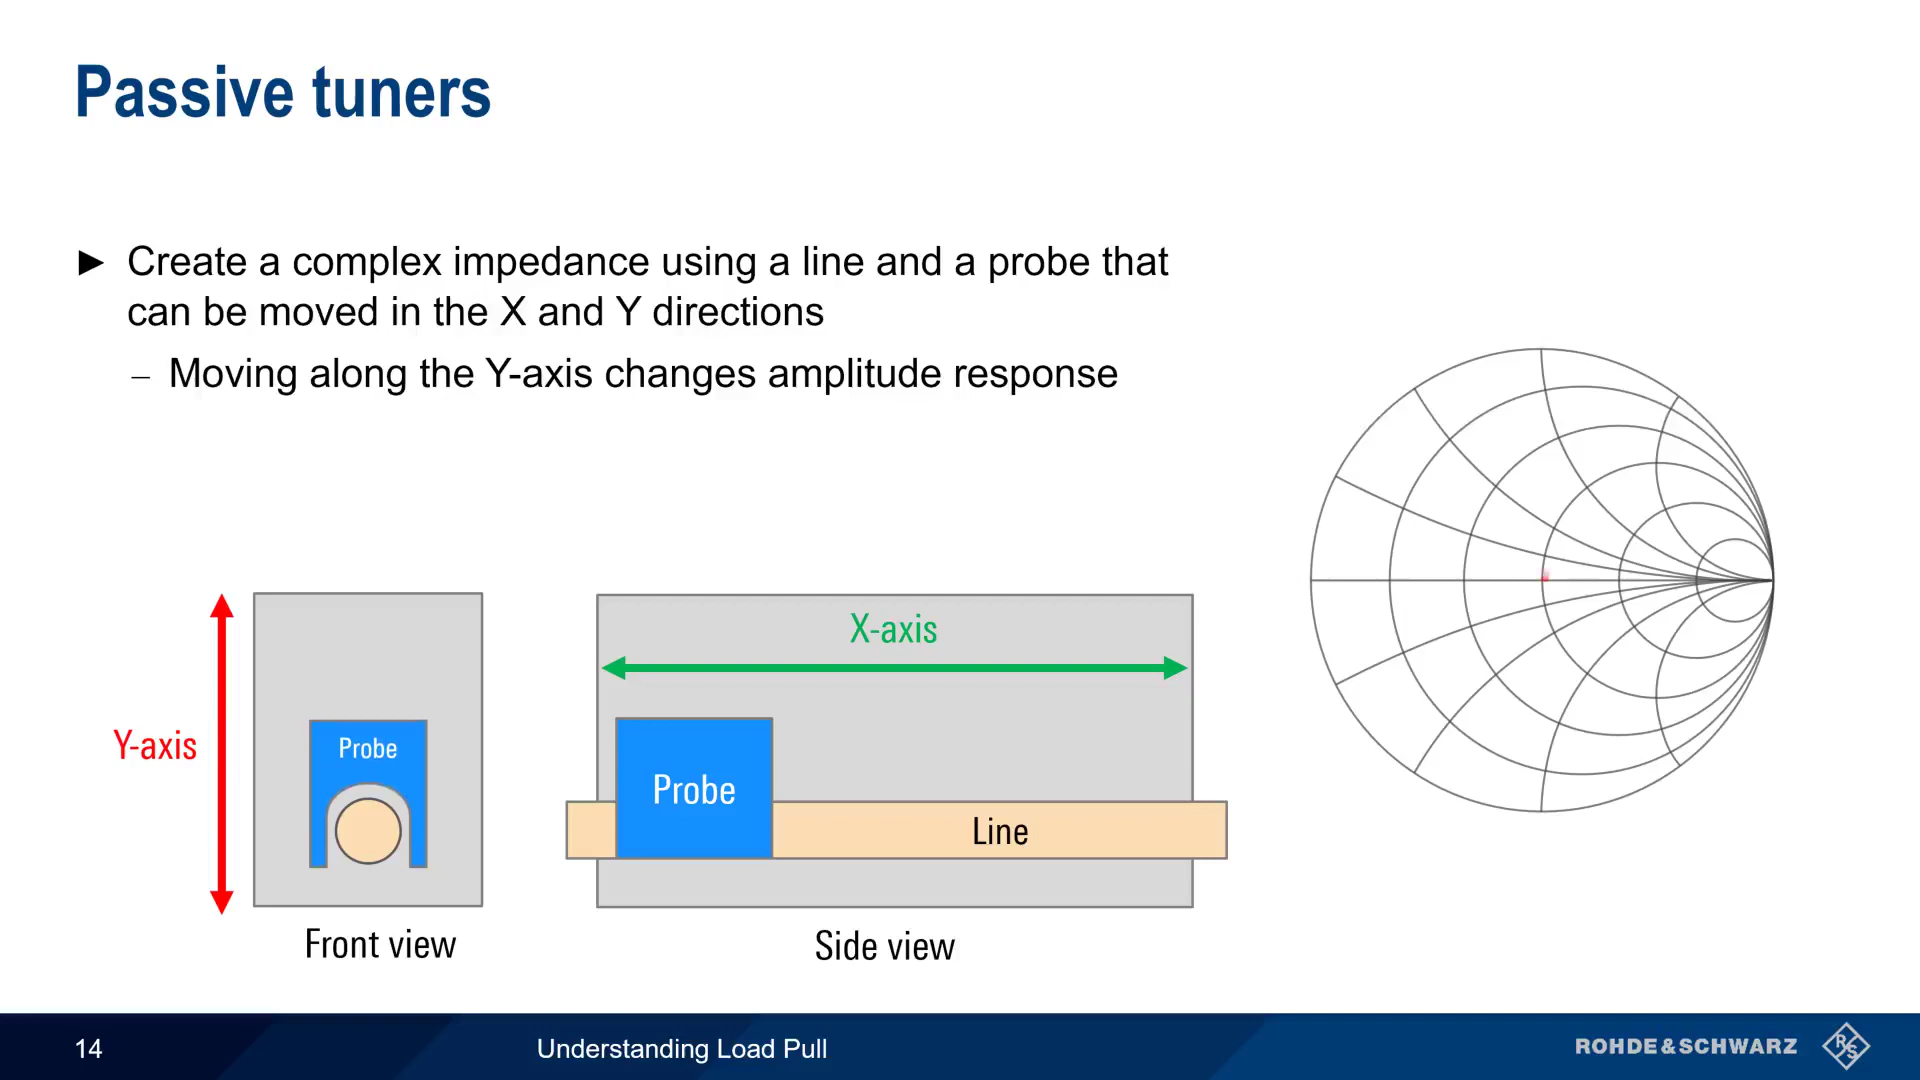 Passive tuners
► Create a complex impedance using a line and a probe that
can be moved in the X and Y directions
– Moving along the Y-axis changes amplitude response
Y-axis
Probe
Front view
X-axis
Probe
Line
Side view
14
Understanding Load Pull
ROHDE&SCHWARZ
R
S